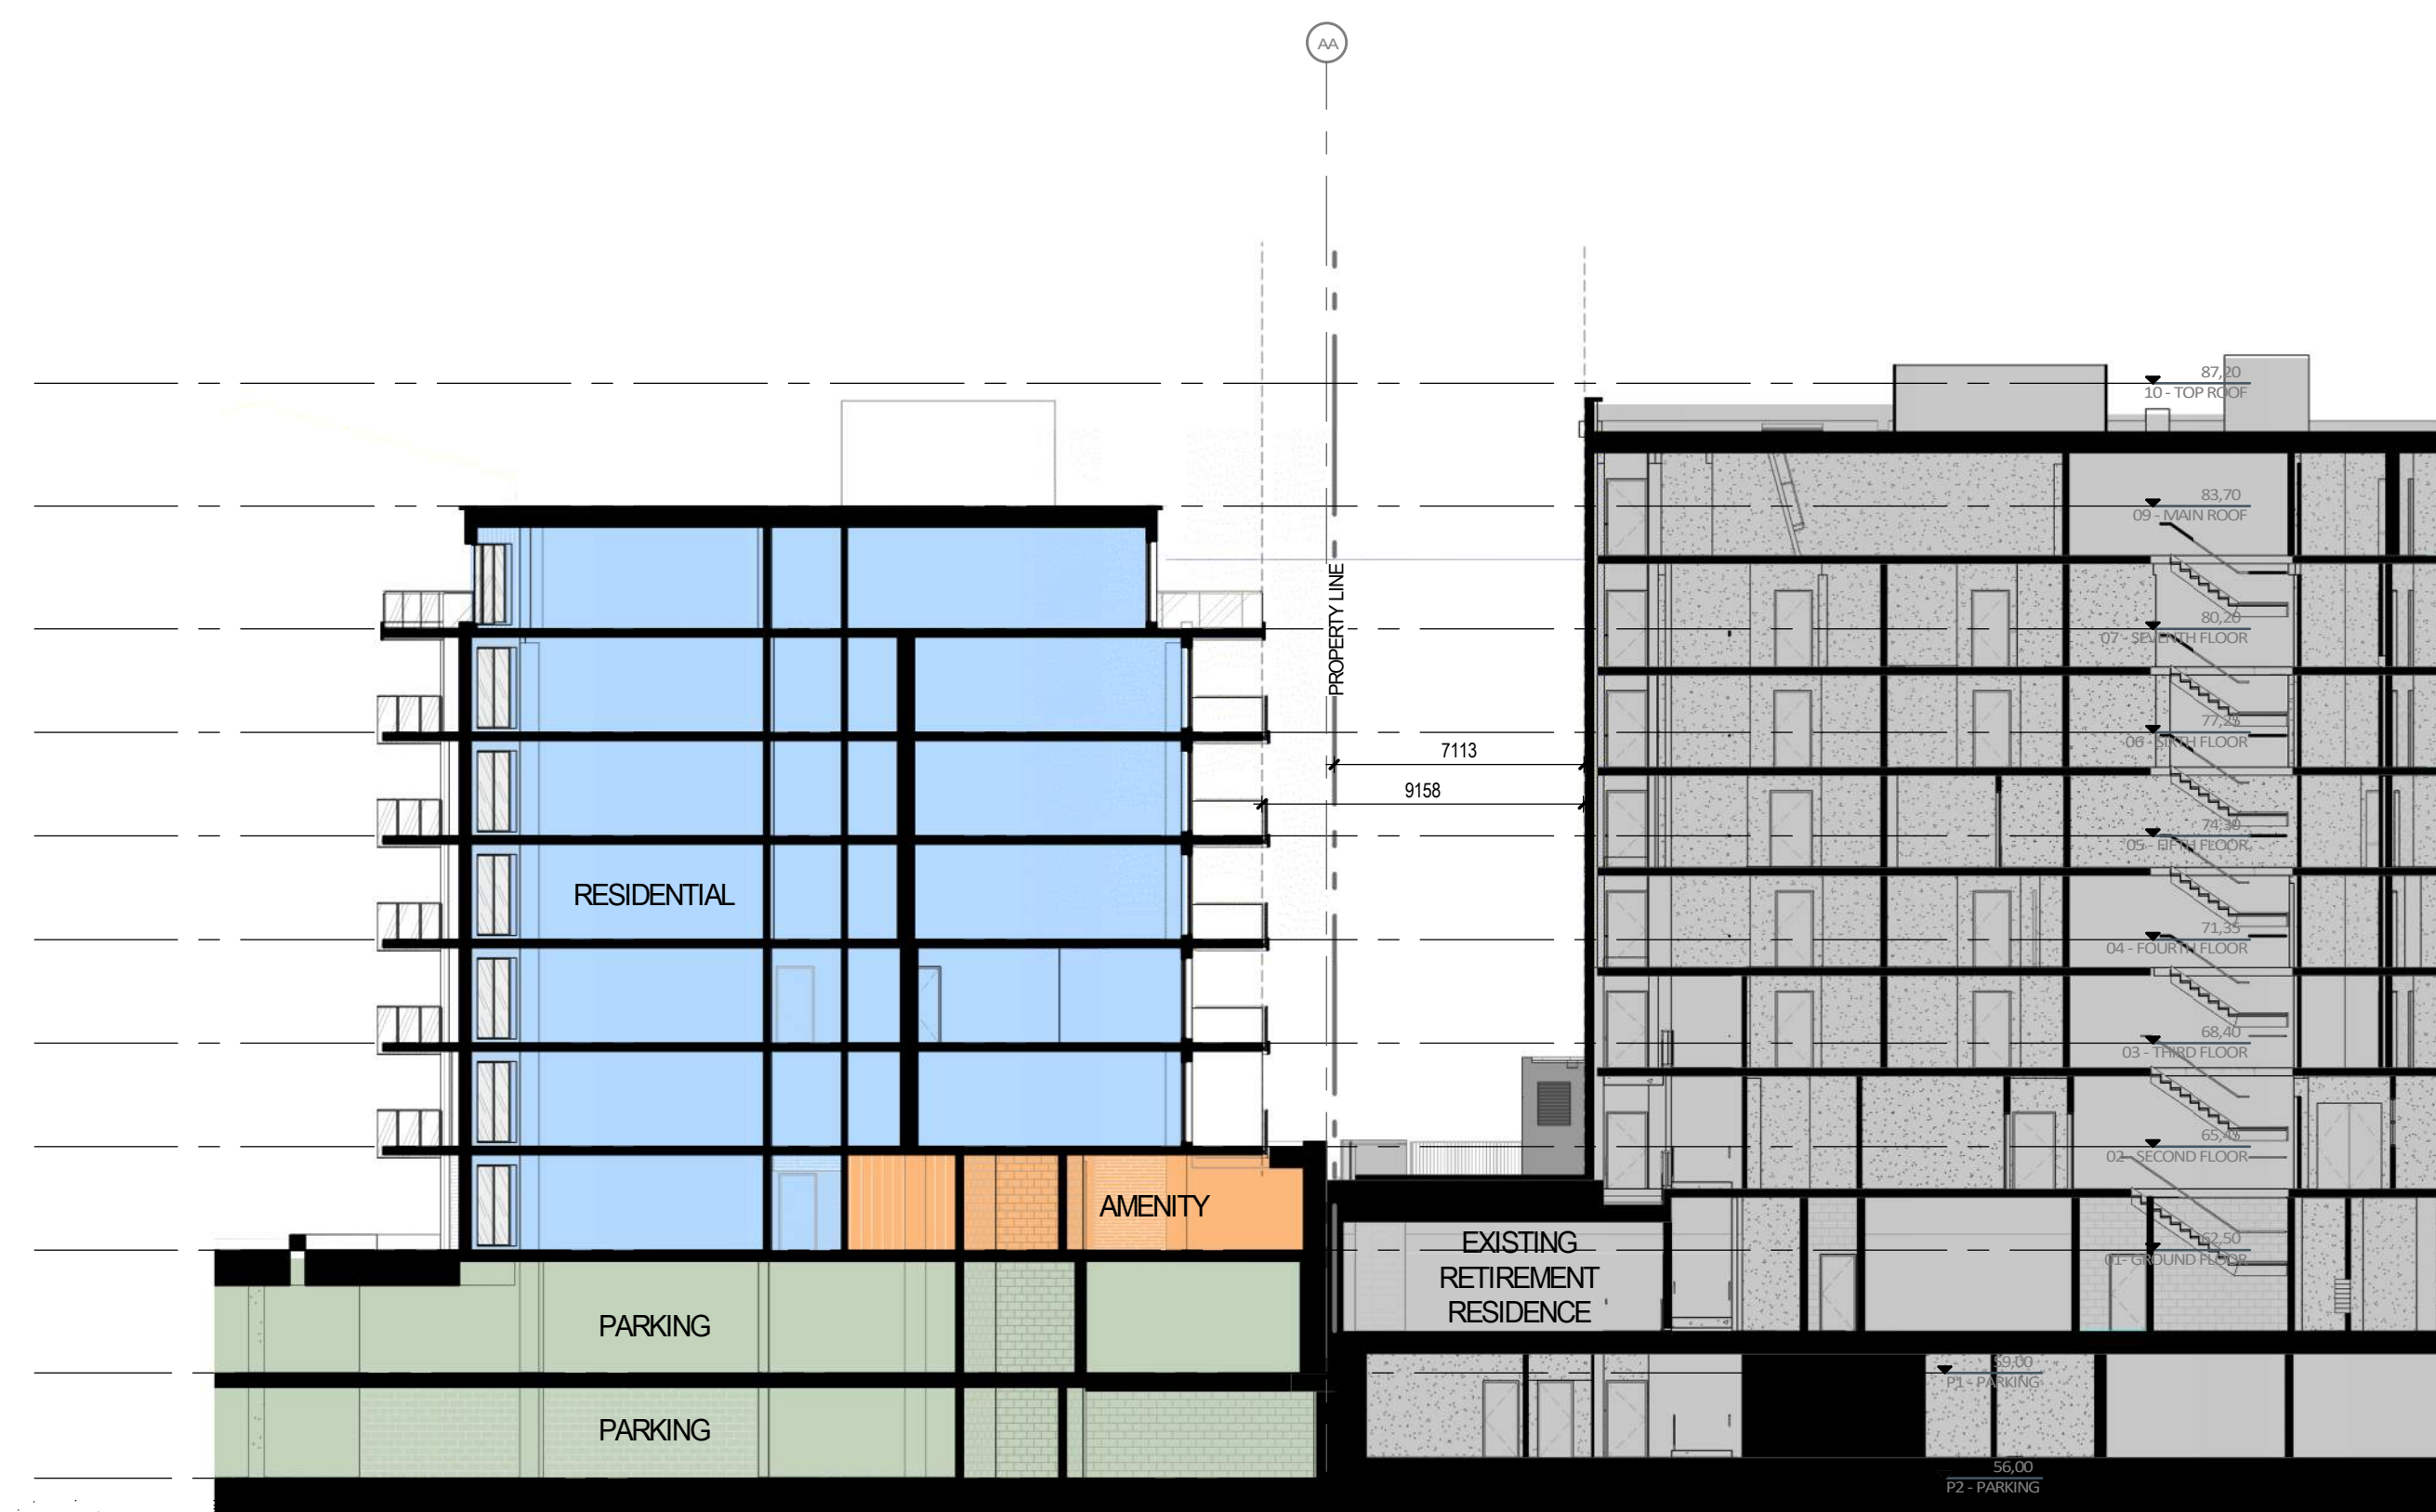 AA
87,20
10 - TOP ROOF
83,70
09 - MAIN ROOF
PROPERTY LINE
80,20
07 - SEVENTH FLOOR
77,25
06 - SIXTH FLOOR
7113
9158
74,30
05 - FIFTH FLOOR
RESIDENTIAL
71,35
04 - FOURTH FLOOR
68,40
03 - THIRD FLOOR
65,45
02 - SECOND FLOOR
AMENITY
EXISTING
RETIREMENT
RESIDENCE
62,50
01- GROUND FLOOR
PARKING
59,00
P1 - PARKING
PARKING
56,00
P2 - PARKING